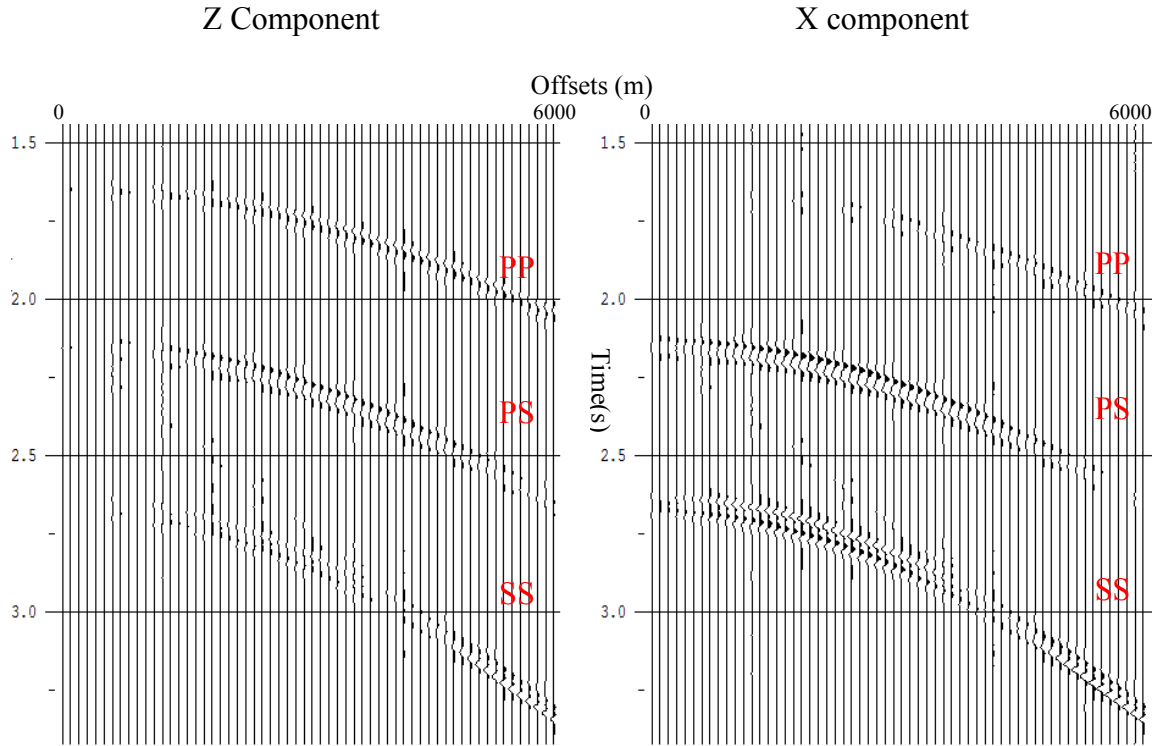 Z Component
X component
Offsets (m)
0
6000
0
6000
1.5
1.5
PP
PP
2.0
2.0
Time(s)
PS
PS
2.5
2.5
SS
SS
3.0
3.0